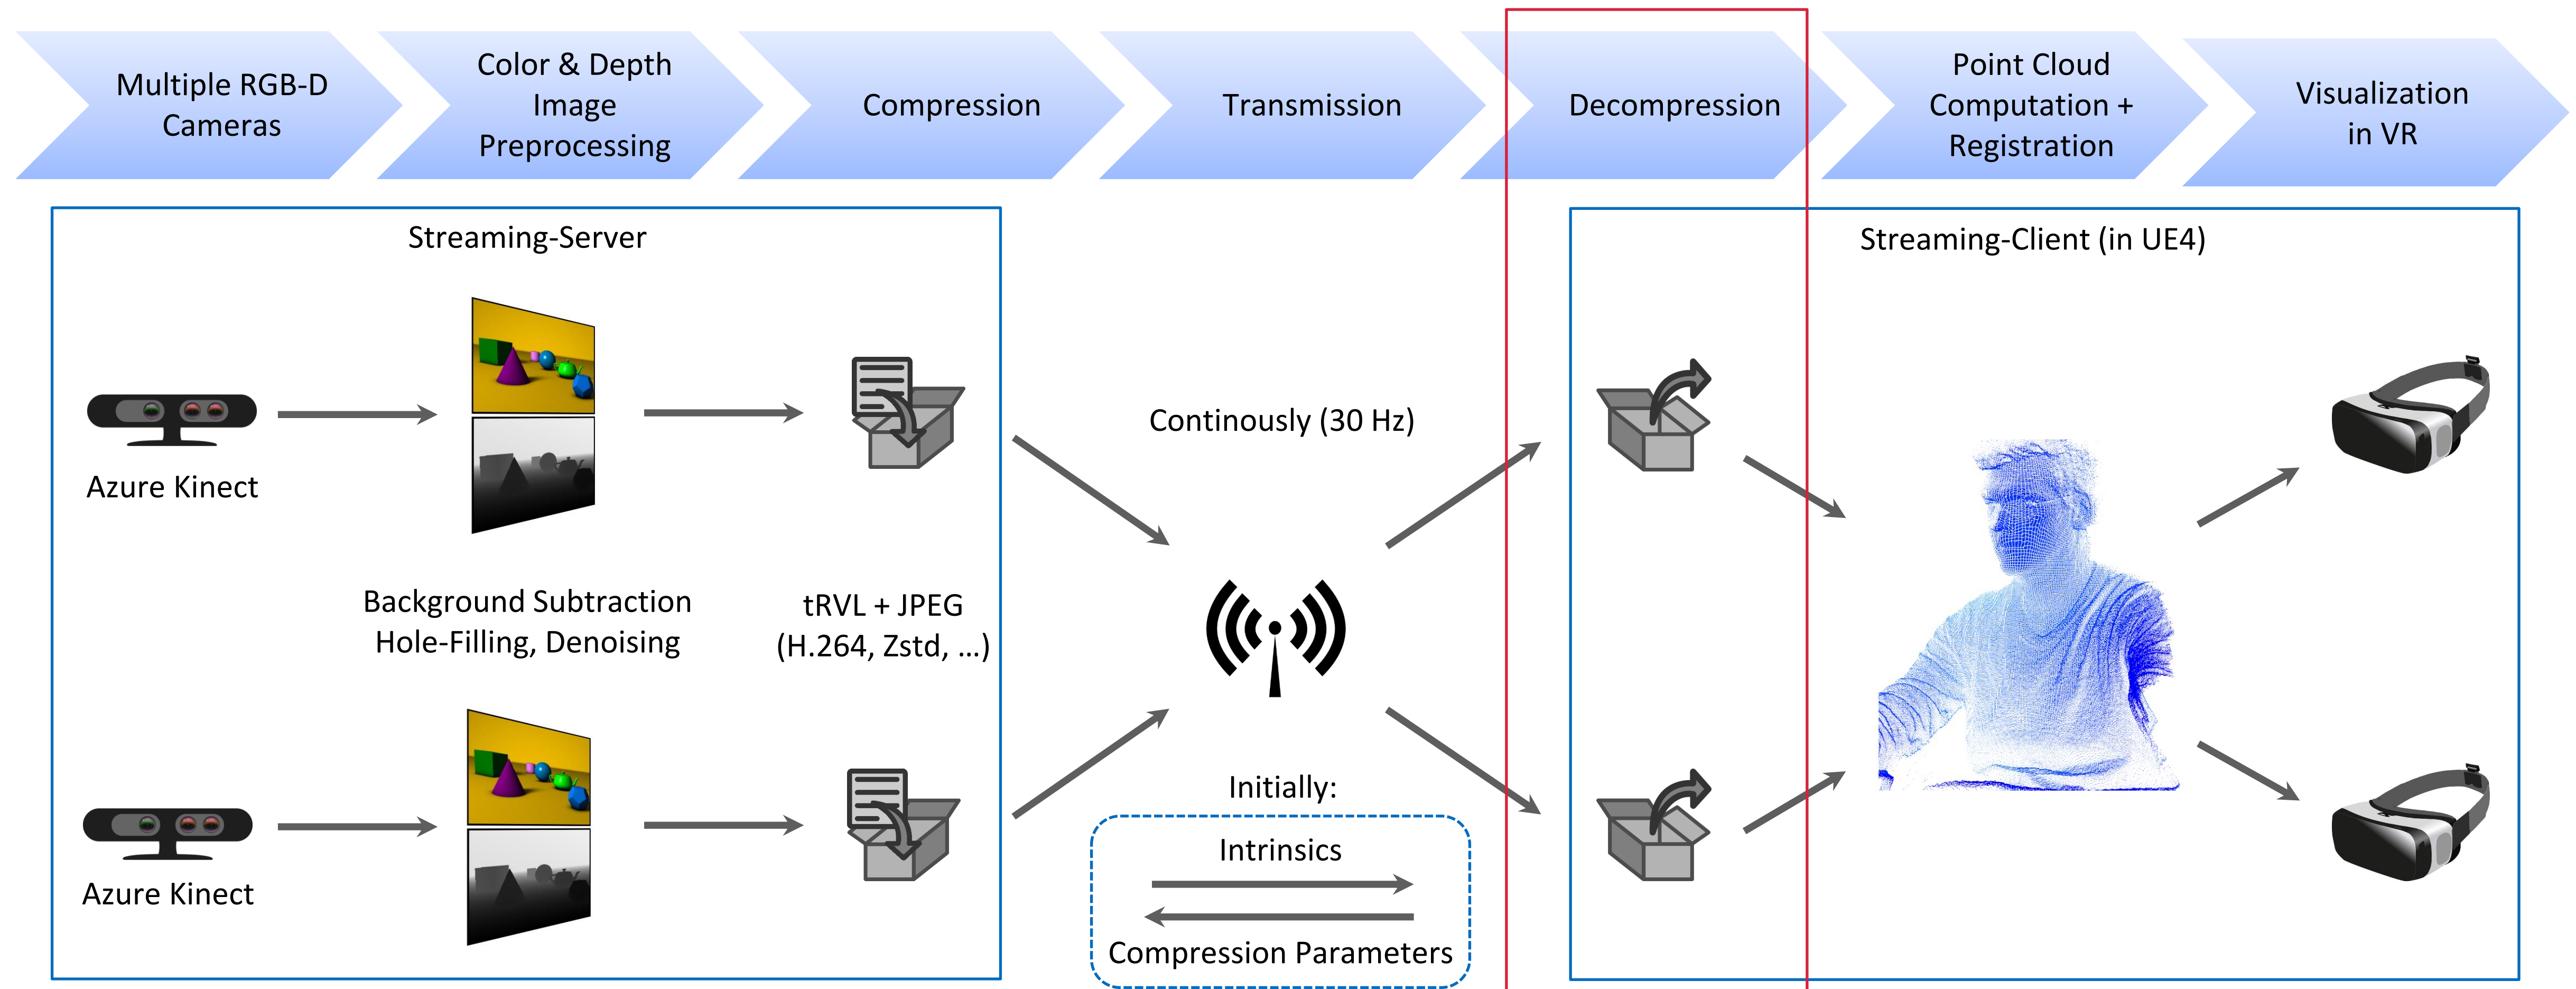 Multiple RGB-D
Cameras
Color & Depth
Image
Preprocessing
Compression
Transmission
Decompression
Point Cloud
Computation +
Registration
Visualization
in VR
Streaming-Server
Azure Kinect
Background Subtraction
Hole-Filling, Denoising
tRVL + JPEG
(H.264, Zstd, ...)
Azure Kinect
Continously (30 Hz)
Initially:
Intrinsics
Compression Parameters
Streaming-Client (in UE4)